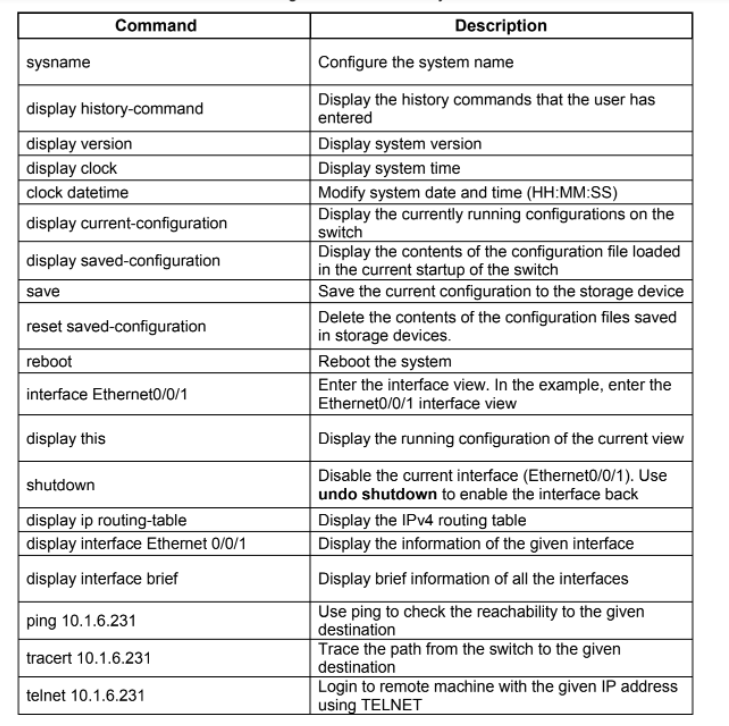 Command Description
sysname Configure the system name
display history-command Display the history commands that the user has
entered
display version Display system version
display clock Display system time
clock datetime Modify system date and time (HH:MM:SS)
display current-configuration Display the currently running configurations on the
switch
display saved-configuration Display the contents of the configuration file loaded
in the current startup of the switch
save Save the current configuration to the storage device
reset saved-configuration Delete the contents of the configuration files saved
in storage devices.
reboot Reboot the system
interface Ethernet0/0/1 Enter the interface view. In the example, enter the
Ethernet0/0/1 interface view
display this Display the running configuration of the current view
shutdown Disable the current interface (Ethernet0/0/1). Use
undo shutdown to enable the interface back
display ip routing-table Display the IPv4 routing table
display interface Ethernet 0/0/1 Display the information of the given interface
display interface brief Display brief information of all the interfaces
ping 10.1.6.231 Use ping to check the reachability to the given
destination
tracert 10.1.6.231 Trace the path from the switch to the given
destination
telnet 10.1.6.231 Login to remote machine with the given IP address
using TELNET